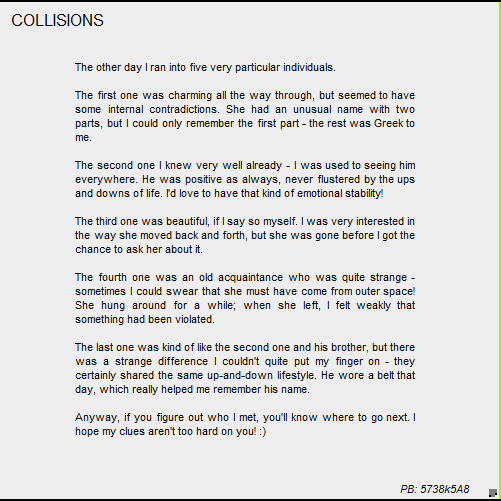 COLLISIONS
The other day I ran into five very particular individuals.
The first one was charming all the way through, but seemed to have
some internal contradictions. She had an unusual name with two
parts, but I could only remember the first part - the rest was Greek to
me.
The second one I knew very well already - I was used to seeing him
everywhere. He was positive as always, never flustered by the ups
and downs of life. I'd love to have that kind of emotional stability!
The third one was beautiful, if I say so myself. I was very interested in
the way she moved back and forth, but she was gone before I got the
chance to ask her about it.
The fourth one was an old acquaintance who was quite strange -
sometimes I could swear that she must have come from outer space!
She hung around for a while; when she left, I felt weakly that
something had been violated.
The last one was kind of like the second one and his brother, but there
was a strange difference I couldn't quite put my finger on - they
certainly shared the same up-and-down lifestyle. He wore a belt that
day, which really helped me remember his name.
Anyway, if you figure out who I met, you'll know where to go next. I
hope my clues aren't too hard on you! :)
PB: 5738k5A8